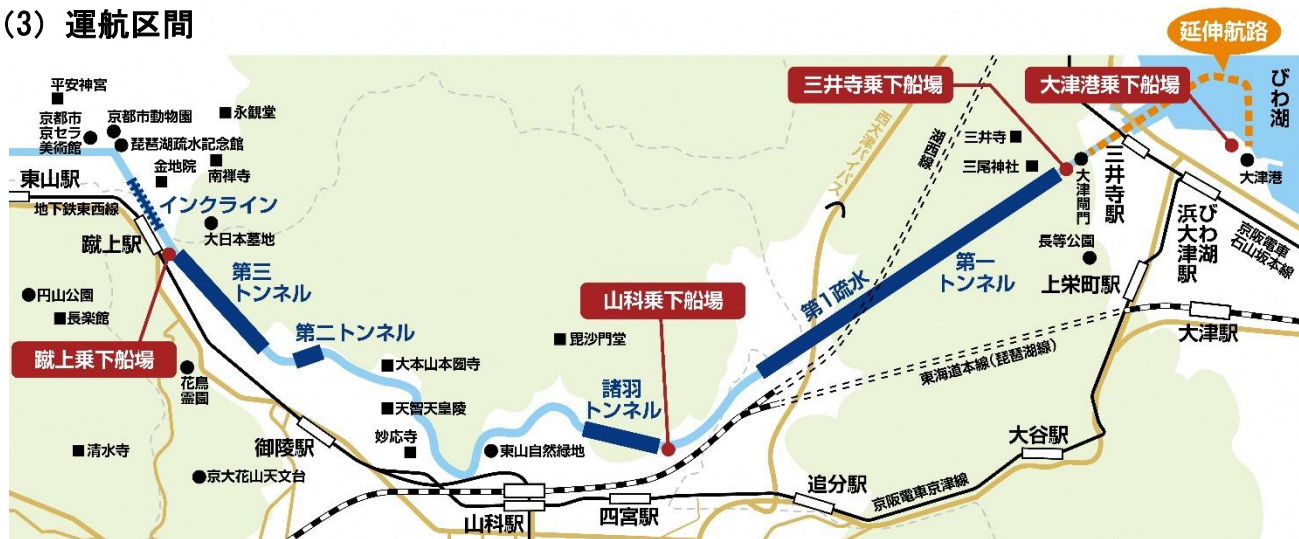 (3) 運航区間
延伸航路
びわ湖
三井寺乗下船場
大津港乗下船場
平安神宮
京都市動物園
永観堂
京都市
京セラ
美術館
琵琶湖疏水記念館
金地院
南禅寺
東山駅
地下鉄東西線
インクライン
大日本墓地
蹴上駅
第三
トンネル
円山公園
長楽館
第二トンネル
蹴上乗下船場
花鳥
霊園
大本山本圀寺
天智天皇陵
妙応寺
清水寺
御陵駅
京大花山天文台
東山自然緑地
山科駅
四宮駅
毘沙門堂
諸羽
トンネル
山科乗下船場
第1疏水
第一
トンネル
西大津バイパス
湖西線
三井寺
三尾神社
大津閘門
三井寺駅
大津港
びわ湖
浜大津駅
京阪電車
石山坂本線
長等公園
上栄町駅
大津駅
東海道本線(琵琶湖線)
大谷駅
追分駅
京阪電車京津線